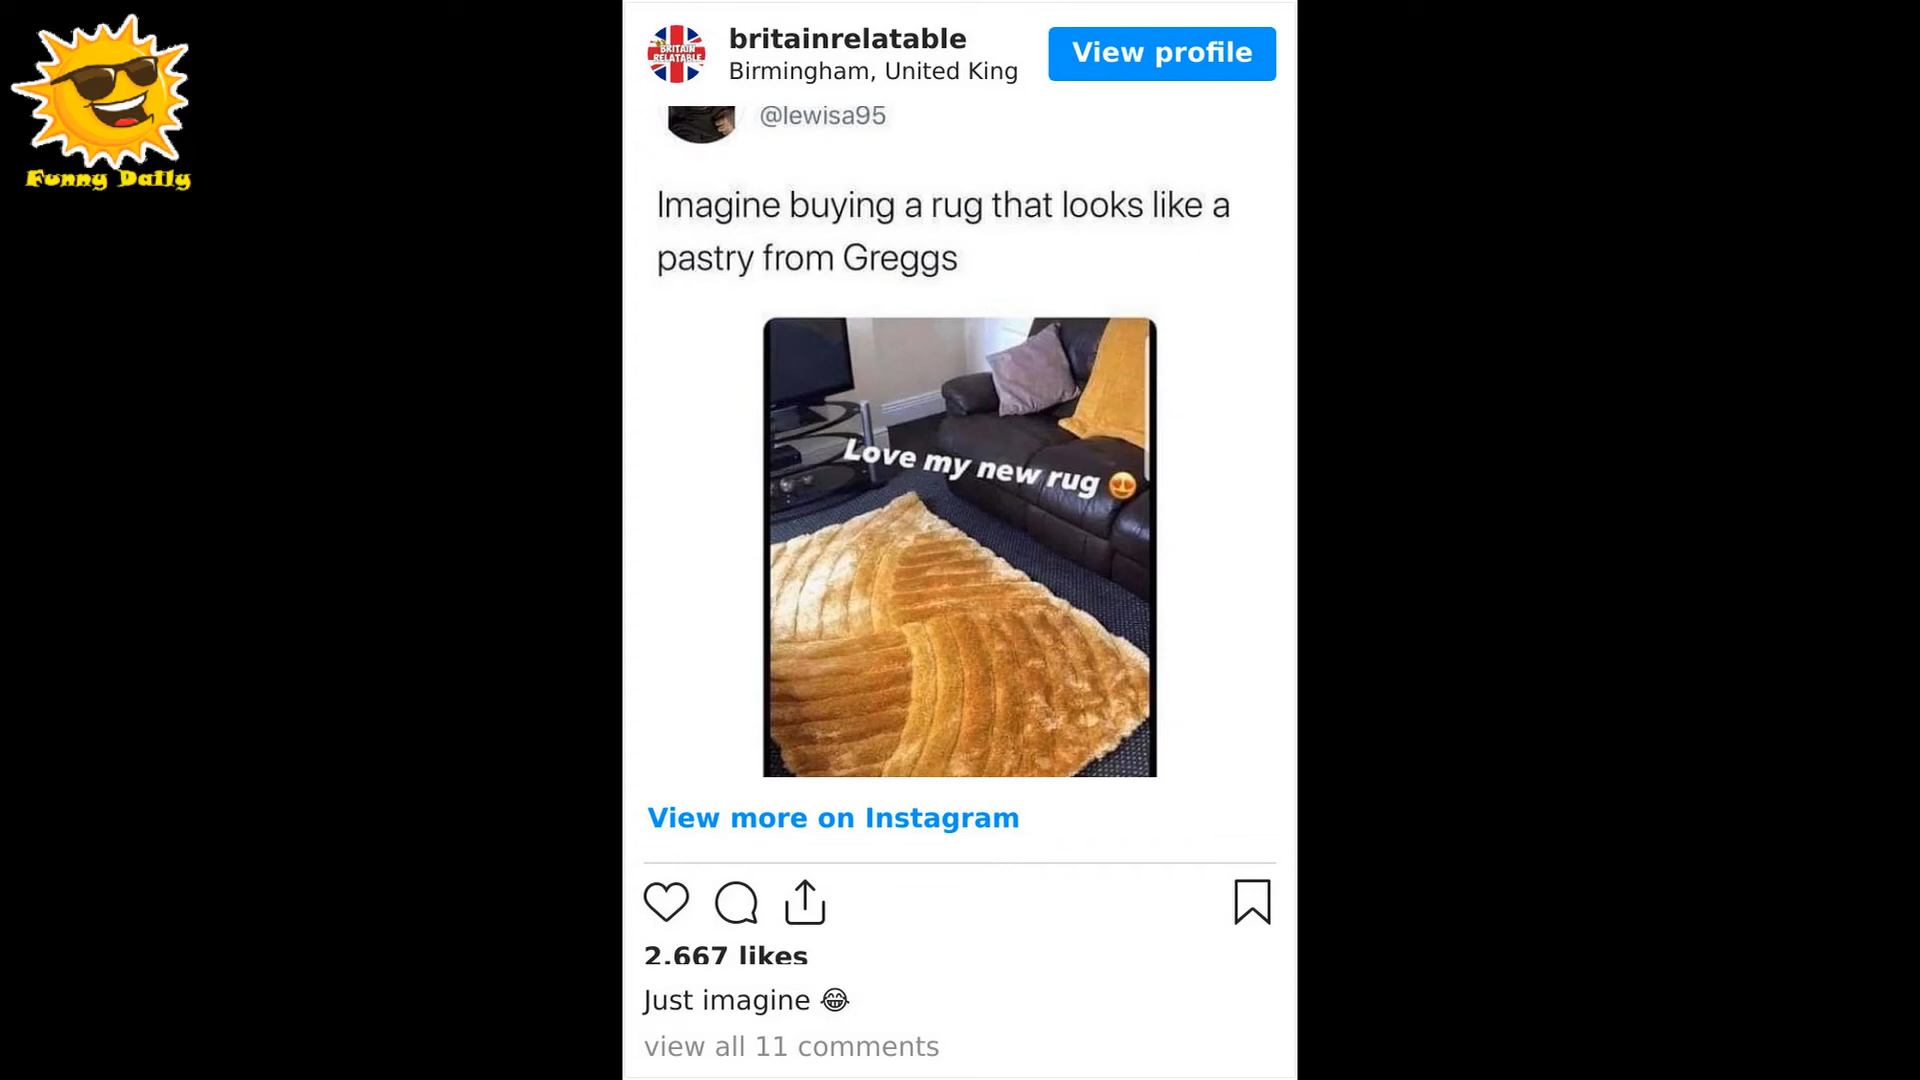 BRITAIN
RELATABLE
britainrelatable
Birmingham, United King
View profile
Funny Daily
@lewisa95
Imagine buying a rug that looks like a
pastry from Greggs
Love my new rug 😍
View more on Instagram
2,667 likes
Just imagine 😂
view all 11 comments